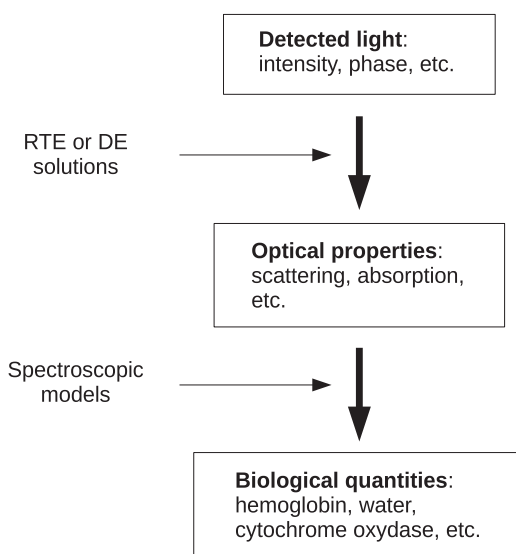 Detected light:
intensity, phase, etc.
RTE or DE
solutions
Optical properties:
scattering, absorption,
etc.
Spectroscopic
models
Biological quantities:
hemoglobin, water,
cytochrome oxydase, etc.